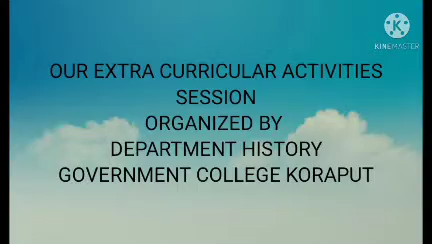 KINEMASTER
OUR EXTRA CURRICULAR ACTIVITIES
SESSION
ORGANIZED BY
DEPARTMENT HISTORY
GOVERNMENT COLLEGE KORAPUT